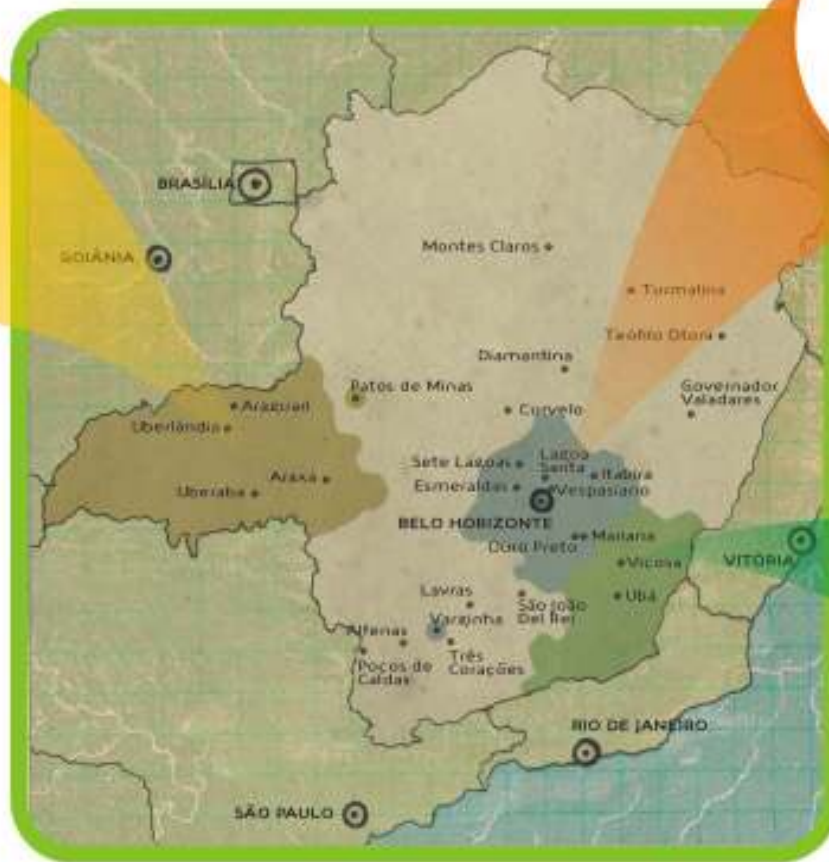 BRASÍLIA
GOIÂNIA
Montes Claros
Turmalina
Teófilo Otoni
Diamantina
Patos de Minas
Governador
Valadares
Araguari
Curvelo
Uberlândia
Sete Lagoas
Lagoa
Santa
Itabira
Araxá
Esmeraldas
Vespasiano
Uberaba
BELO HORIZONTE
Mariana
Ouro Preto
Viçosa
VITÓRIA
Lavras
São João
Del Rei
Ubá
Varginha
Alfenas
Três
Corações
Poços de
Caldas
RIO DE JANEIRO
SÃO PAULO